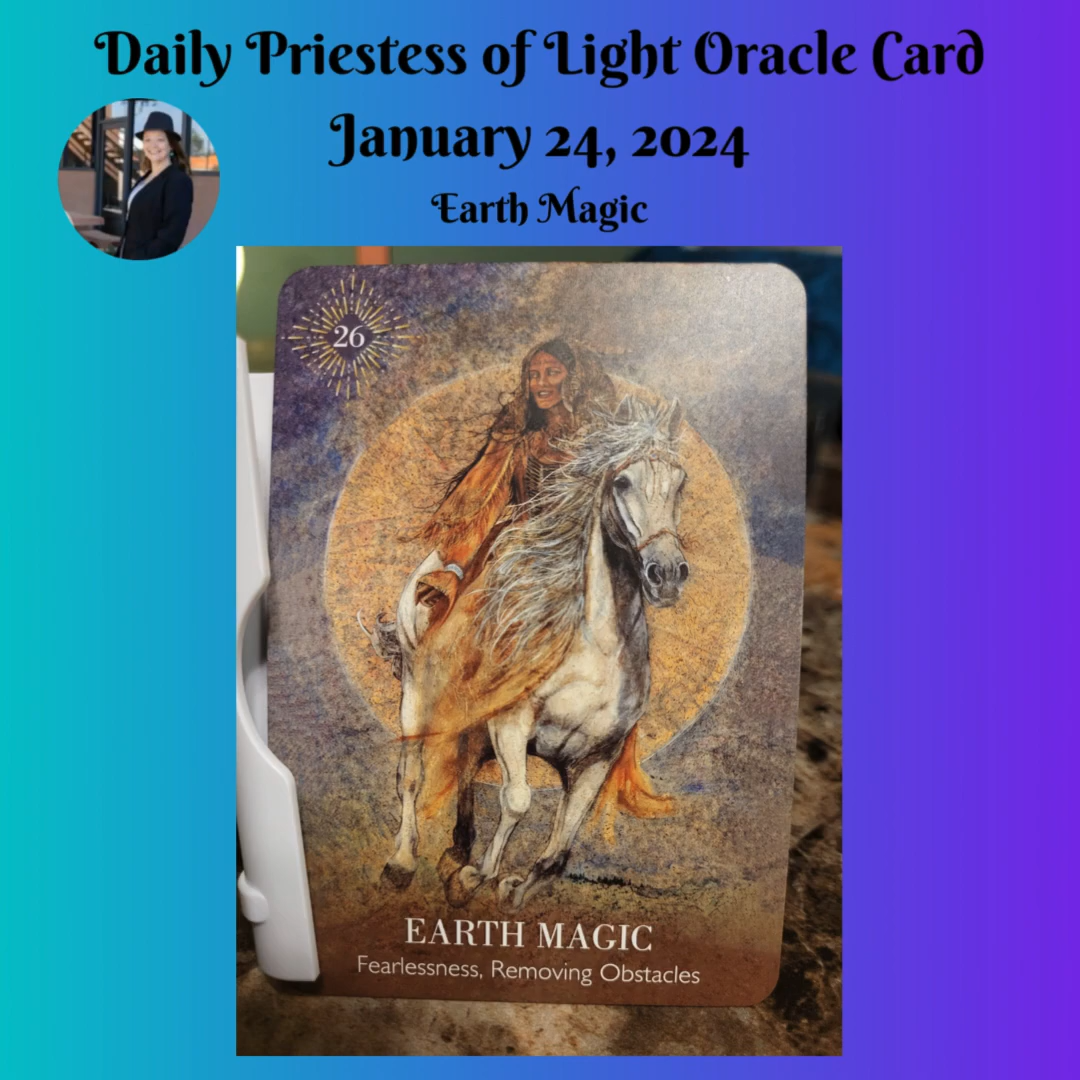 Daily Priestess of Light Oracle Card
January 24, 2024
Earth Magic
26
EARTH MAGIC
Fearlessness, Removing Obstacles